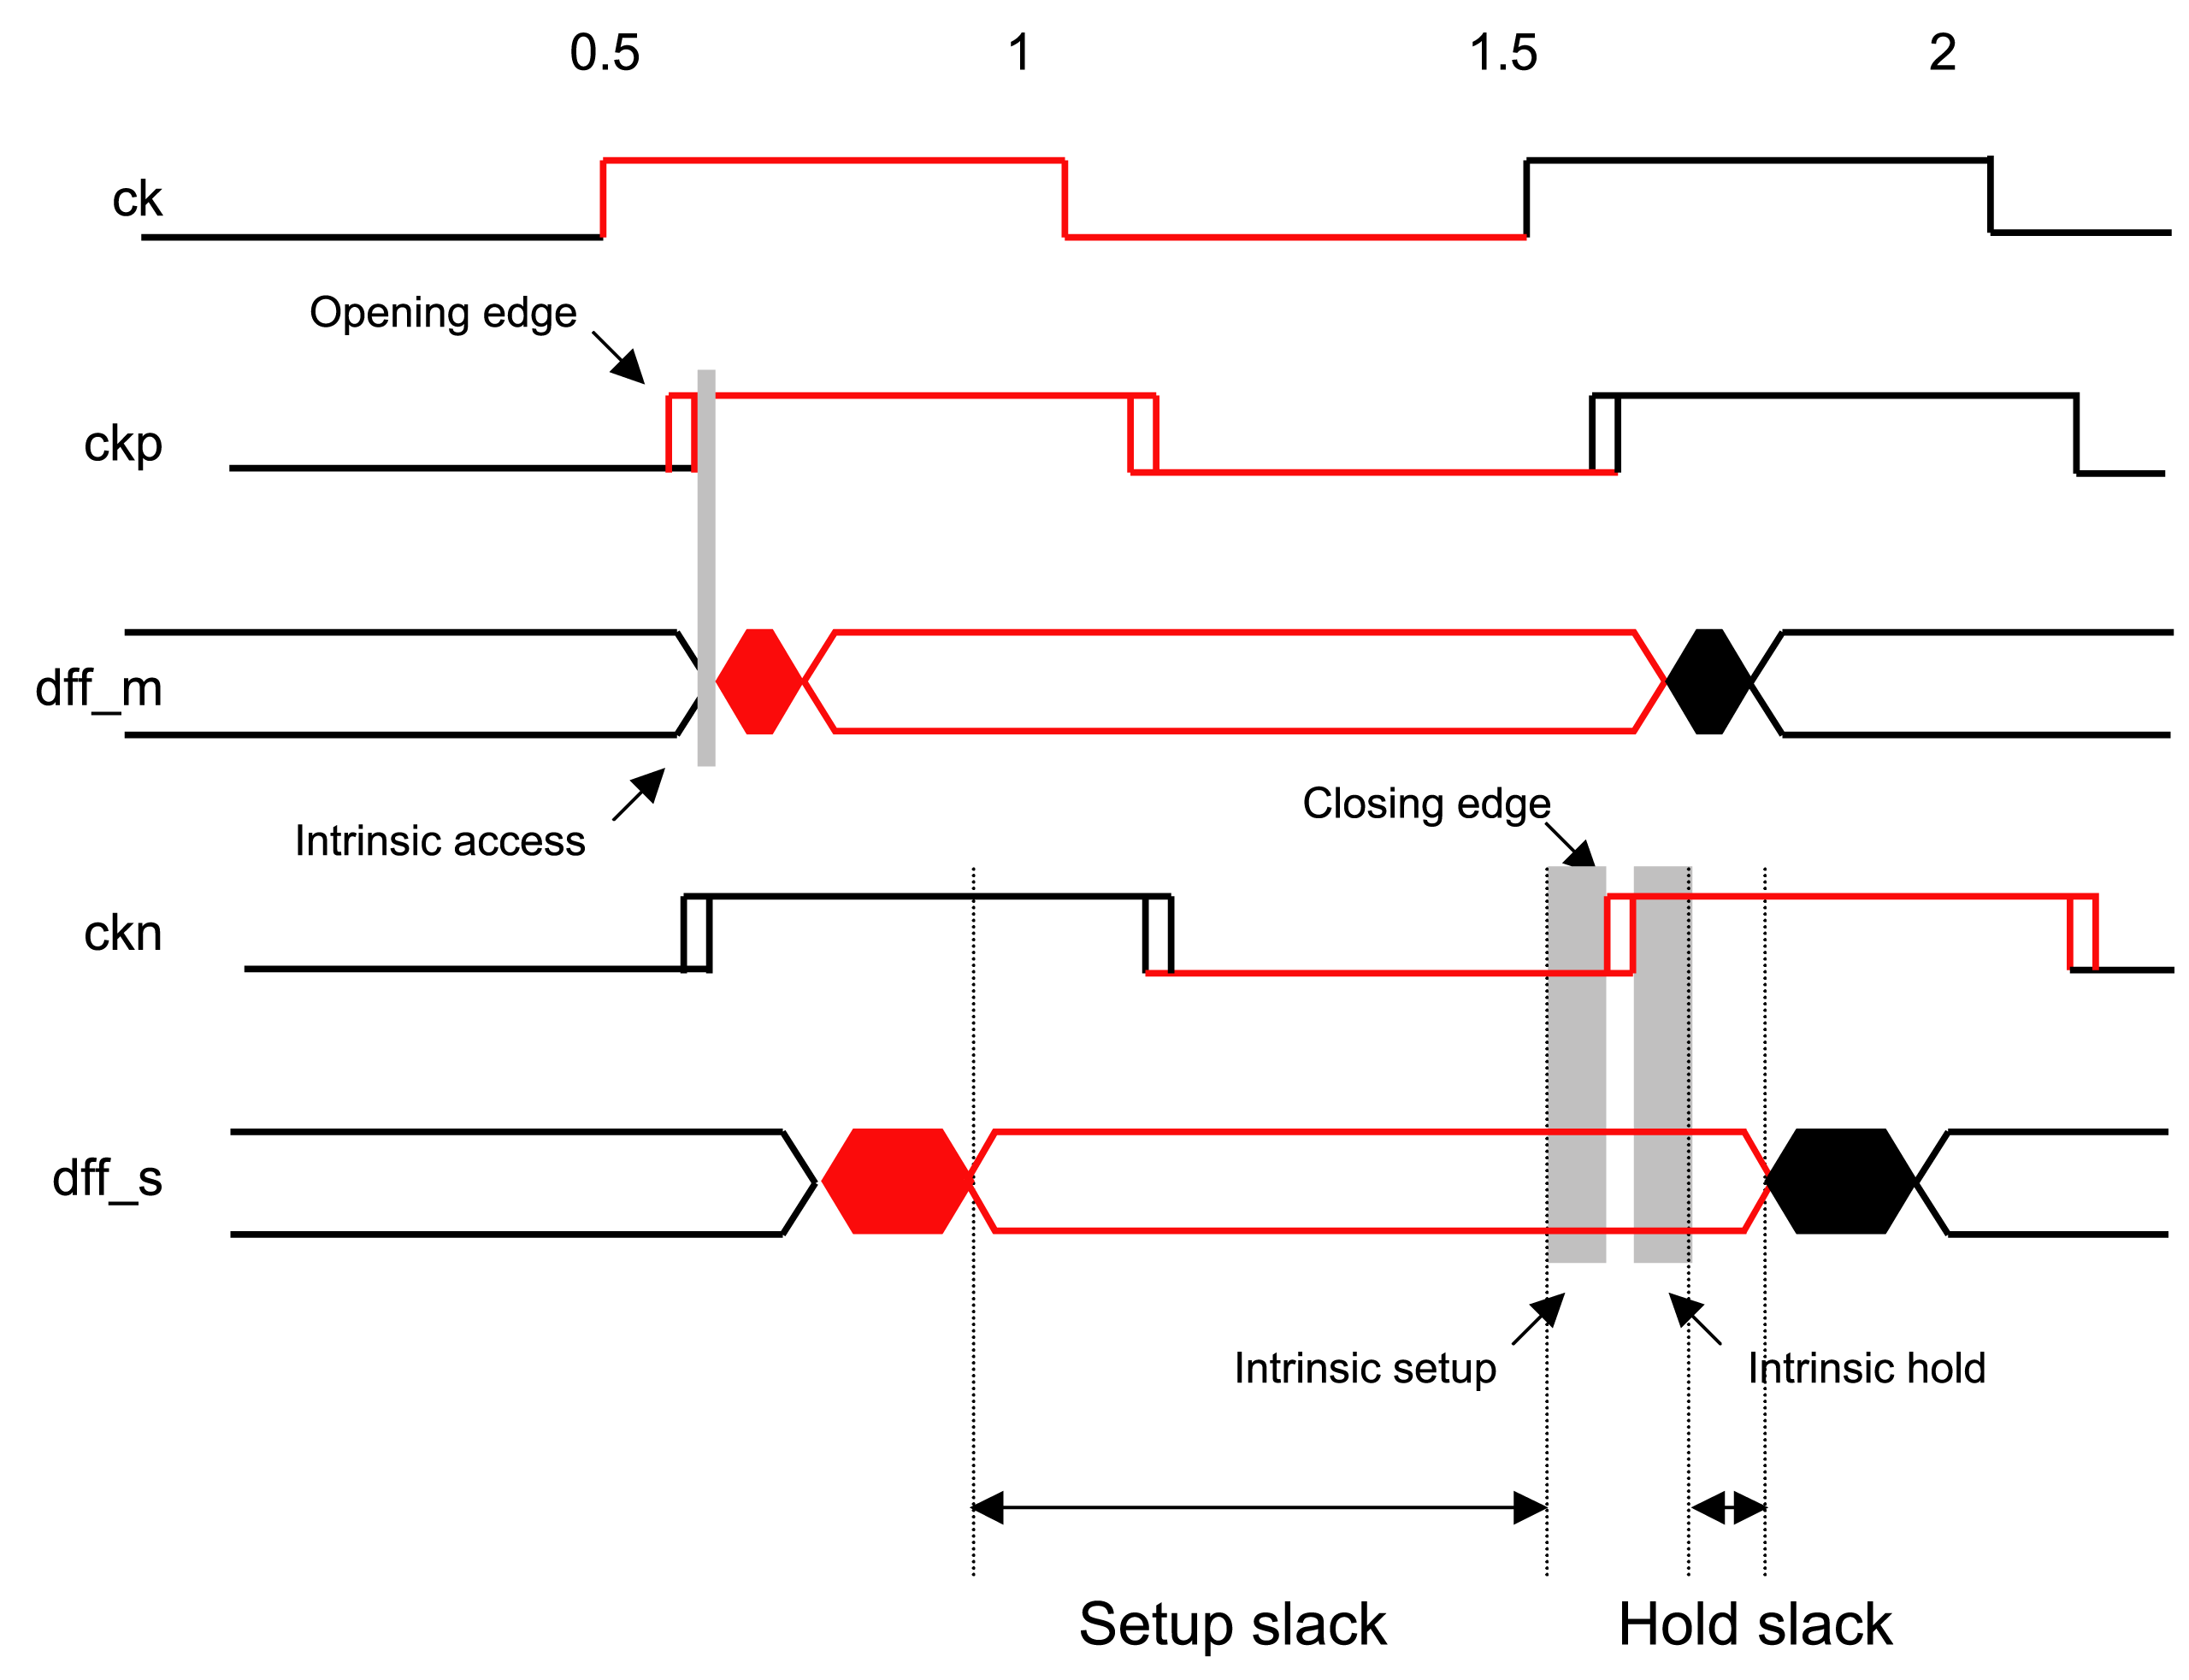 0.5 1 1.5 2
ck
Opening edge
ckp
dff_m
Closing edge
Intrinsic access
ckn
dff_s
Intrinsic setup Intrinsic hold
Setup slack Hold slack